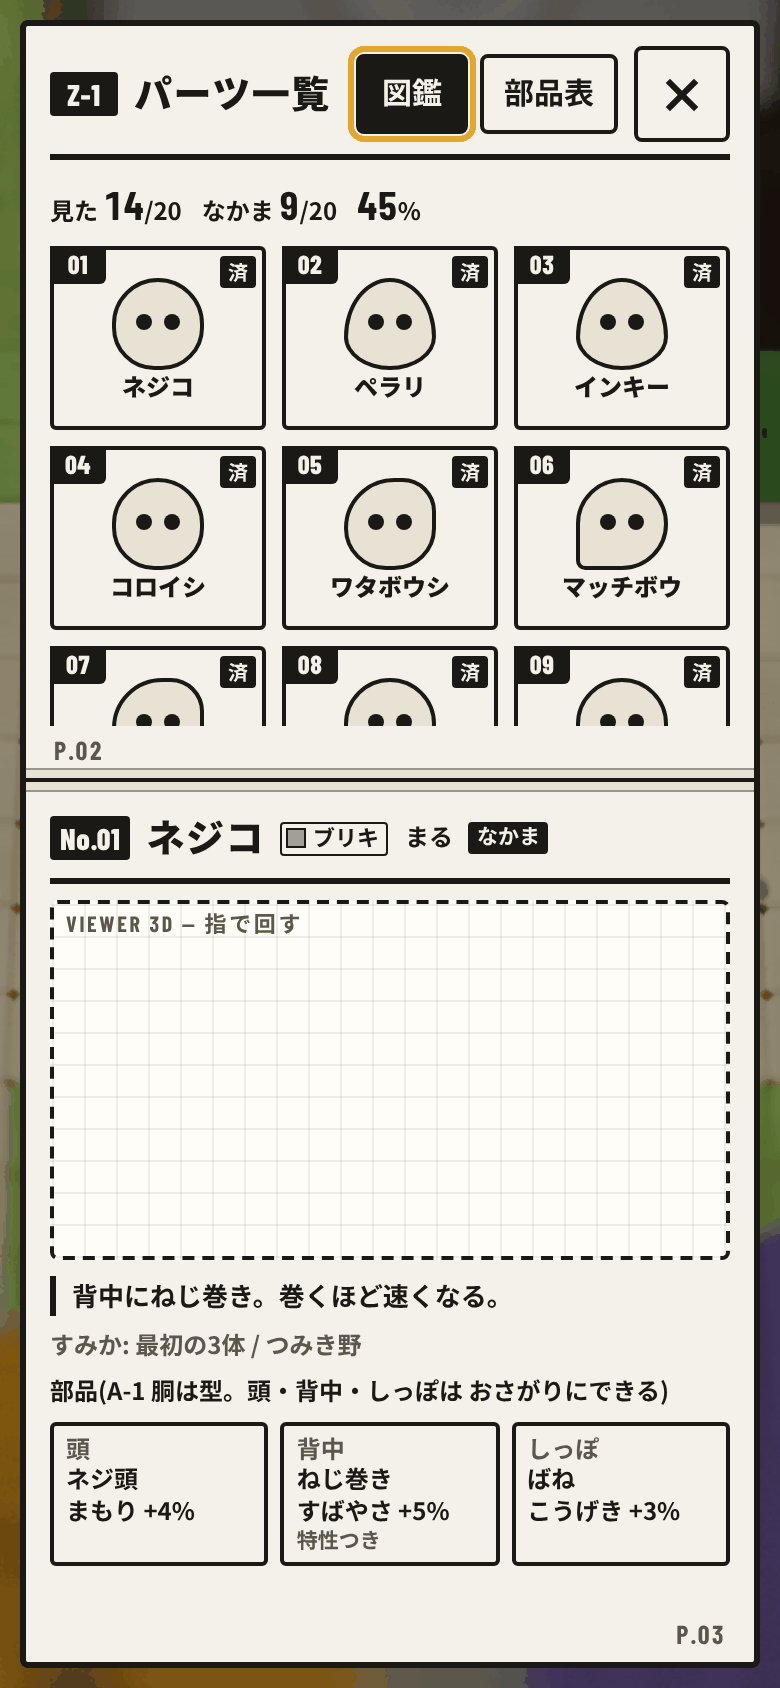 Z-1 パーツ一覧 図鑑 部品表 ×
見た 14/20 なかま 9/20 45%
01 済 02 済 03 済
ネジコ ペラリ インキー
04 済 05 済 06 済
コロイシ ワタボウシ マッチボウ
07 済 08 済 09 済
P.02
No.01 ネジコ ブリキ まる なかま
VIEWER 3D – 指で回す
背中にねじ巻き。巻くほど速くなる。
すみか: 最初の3体 / つみき野
部品(A-1 胴は型。頭・背中・しっぽは おさがりにできる)
頭 背中 しっぽ
ネジ頭 ねじ巻き ばね
まもり +4% すばやさ +5% こうげき +3%
特性つき
P.03